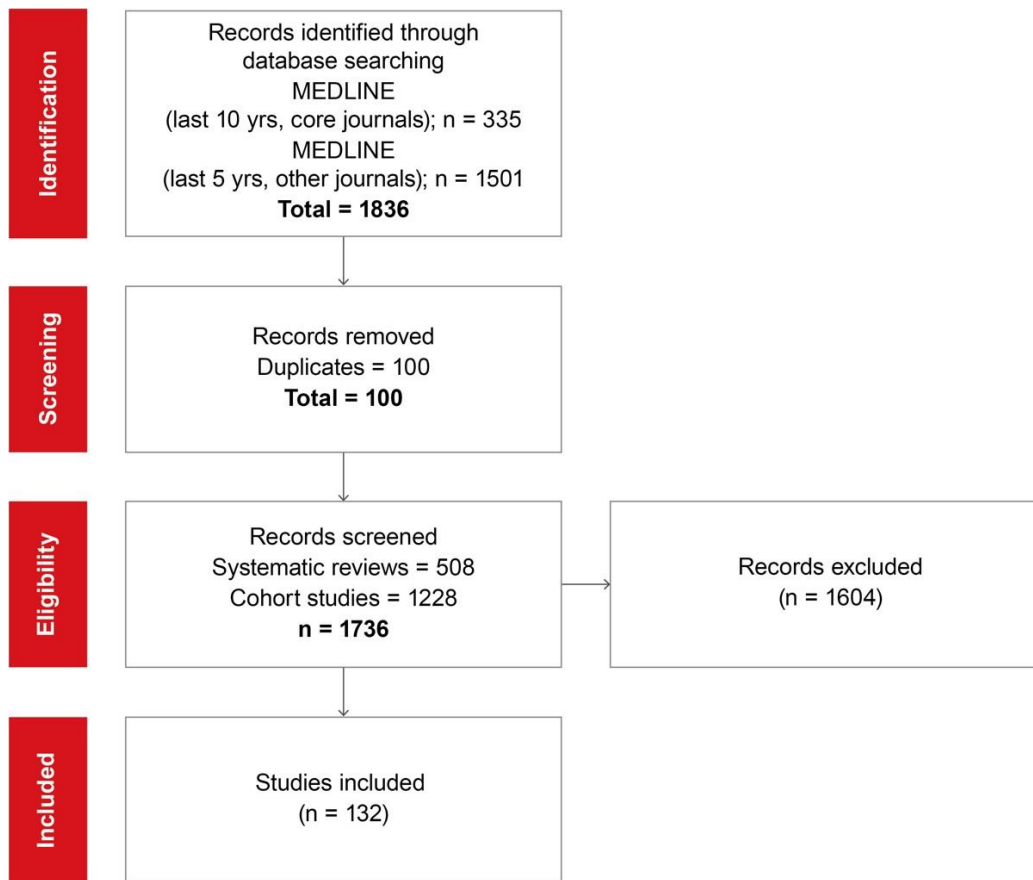 Identification
Records identified through
database searching
MEDLINE
(last 10 yrs, core journals); n = 335
MEDLINE
(last 5 yrs, other journals); n = 1501
Total = 1836
Screening
Records removed
Duplicates = 100
Total = 100
Eligibility
Records screened
Systematic reviews = 508
Cohort studies = 1228
n = 1736
Records excluded
(n = 1604)
Included
Studies included
(n = 132)